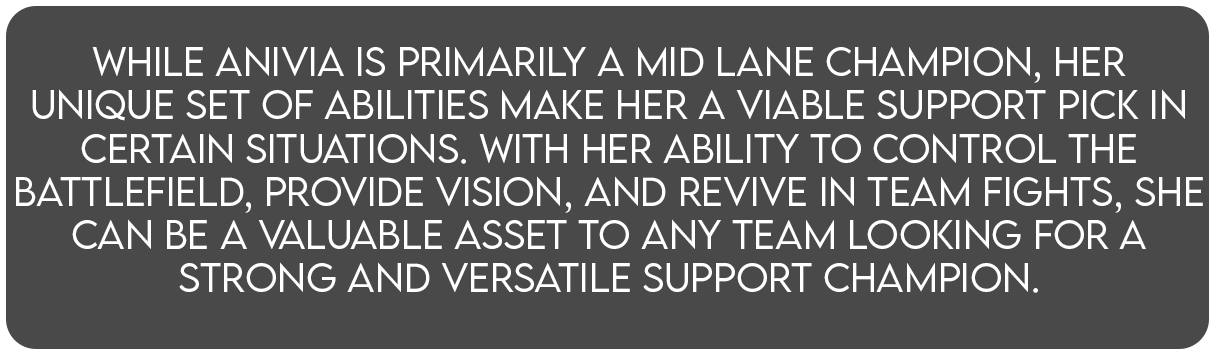 WHILE ANIVIA IS PRIMARILY A MID LANE CHAMPION, HER
UNIQUE SET OF ABILITIES MAKE HER A VIABLE SUPPORT PICK IN
CERTAIN SITUATIONS. WITH HER ABILITY TO CONTROL THE
BATTLEFIELD, PROVIDE VISION, AND REVIVE IN TEAM FIGHTS, SHE
CAN BE A VALUABLE ASSET TO ANY TEAM LOOKING FOR A
STRONG AND VERSATILE SUPPORT CHAMPION.